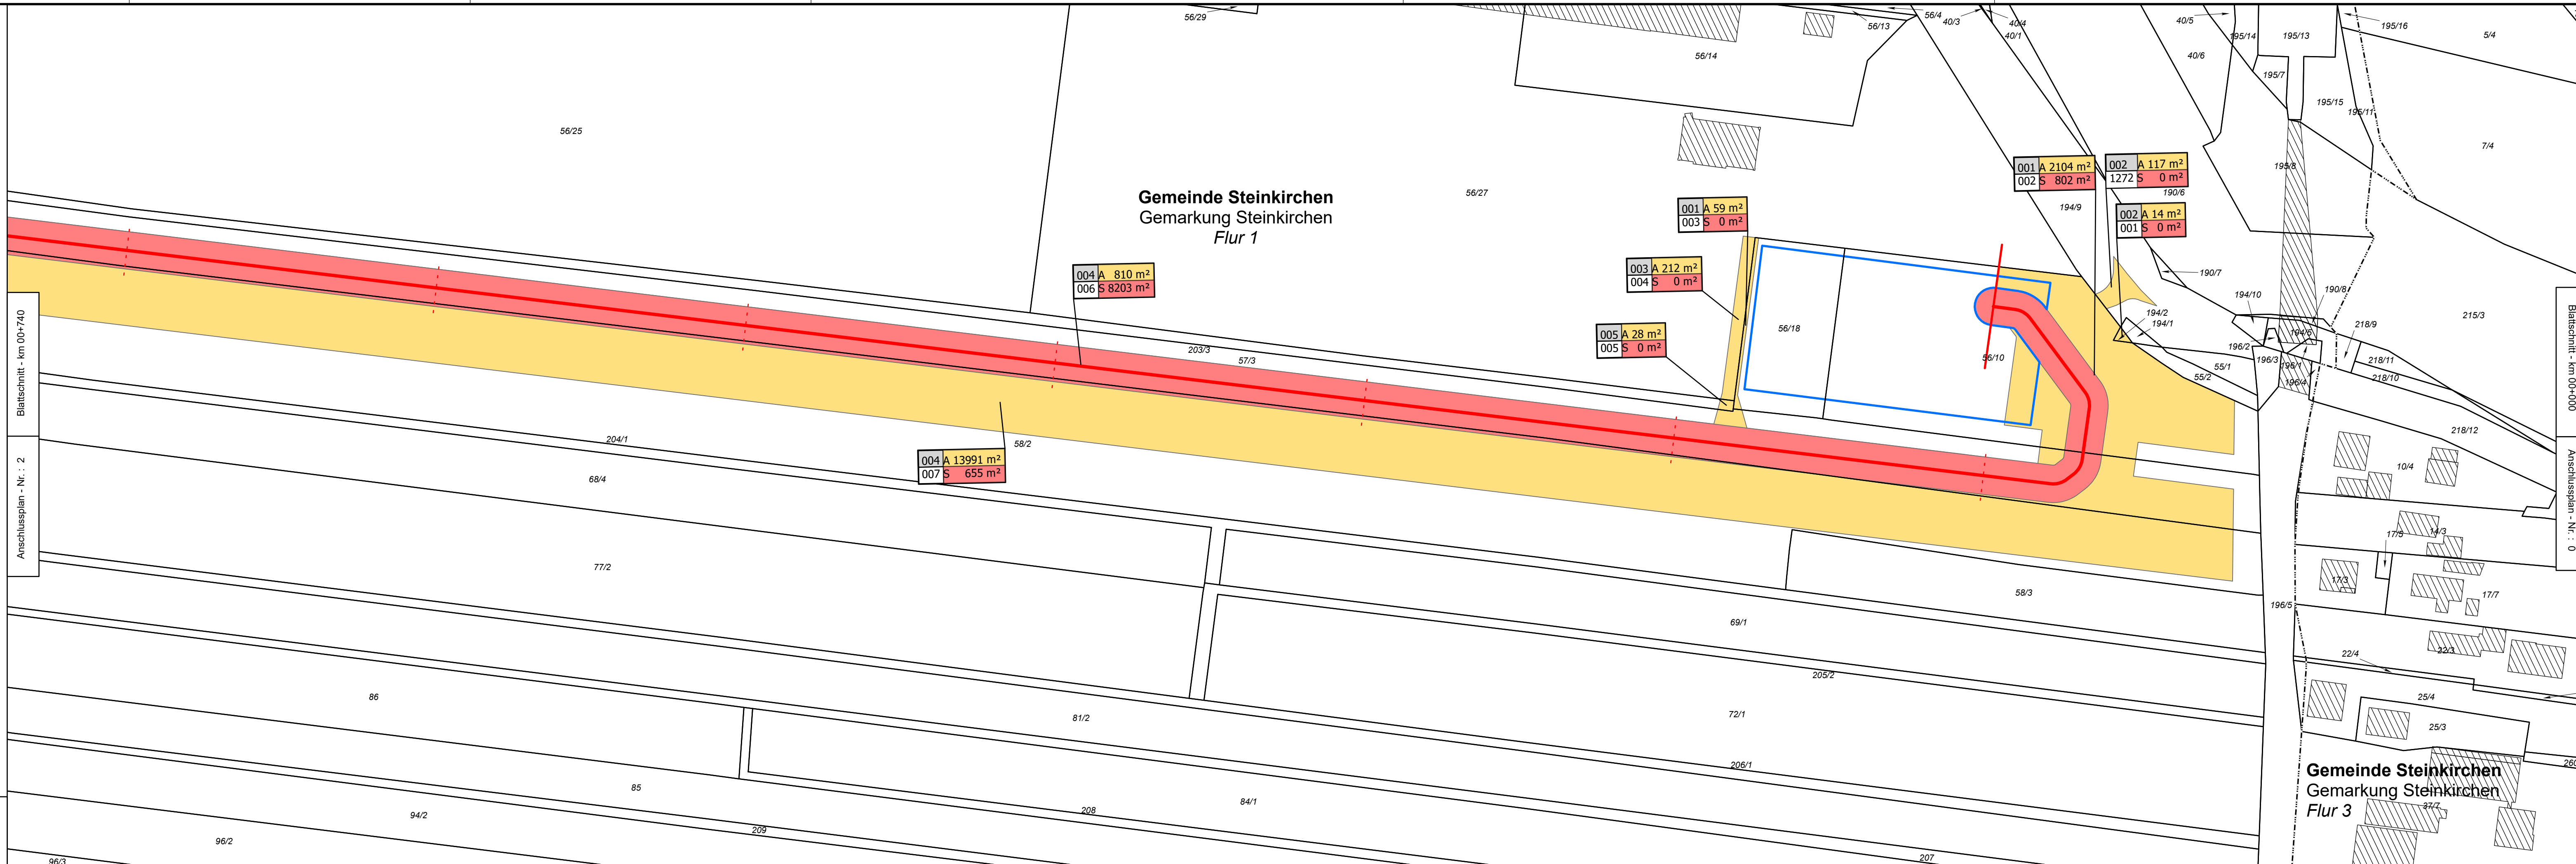 56/29
56/13
56/4
40/3
40/4
40/1
40/5
195/14
195/13
195/16
5/4
56/14
40/6
195/7
195/15
195/11
56/25
7/4
195/8
001 A 2104 m²
002 S 802 m²
002 A 117 m²
1272 S 0 m²
190/6
Gemeinde Steinkirchen
Gemarkung Steinkirchen
Flur 1
56/27
001 A 59 m²
003 S 0 m²
194/9
002 A 14 m²
001 S 0 m²
004 A 810 m²
006 S 8203 m²
003 A 212 m²
004 S 0 m²
190/7
194/10
190/8
194/2
194/1
215/3
005 A 28 m²
005 S 0 m²
56/18
56/10
203/3
57/3
194/5
218/9
196/2
196/3
196/1
196/4
218/11
218/10
55/1
55/2
Blattschnitt - km 00+740
Anschlussplan - Nr. : 2
Blattschnitt - km 00+000
Anschlussplan - Nr. : 0
204/1
58/2
218/12
004 A 13991 m²
007 S 655 m²
68/4
10/4
17/5
14/3
77/2
17/3
17/7
58/3
196/5
69/1
22/4
22/3
205/2
86
81/2
72/1
25/4
25/3
206/1
Gemeinde Steinkirchen
Gemarkung Steinkirchen
Flur 3
37/7
85
84/1
208
94/2
209
96/2
207
96/3